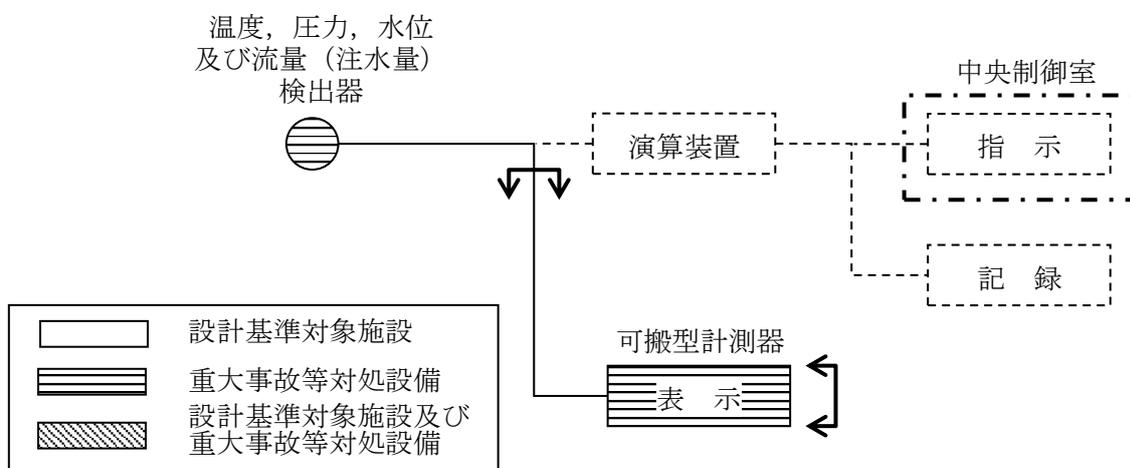 温度，圧力，水位
及び流量（注水量）
検出器
中央制御室
演算装置
指　示
記　録
可搬型計測器
表　示
設計基準対象施設
重大事故等対処設備
設計基準対象施設及び
重大事故等対処設備